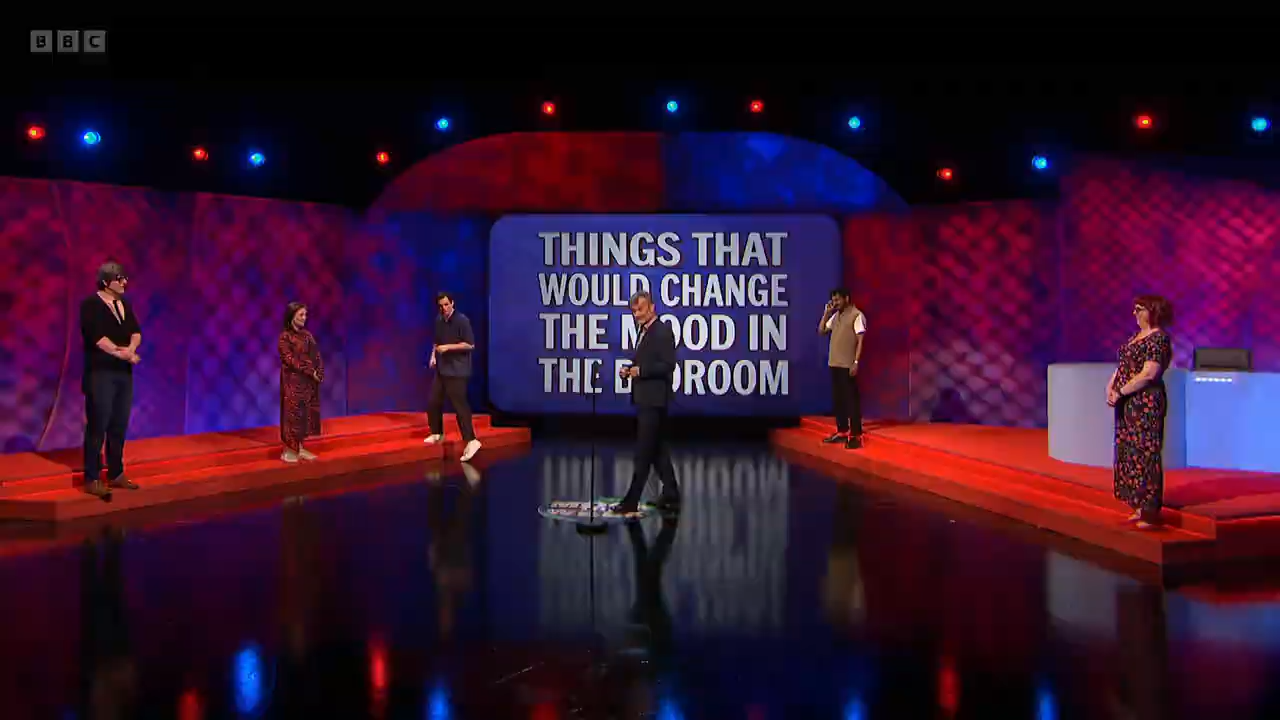 BBC
THINGS THAT
WOULD CHANGE
THE MOOD IN
THE BEDROOM